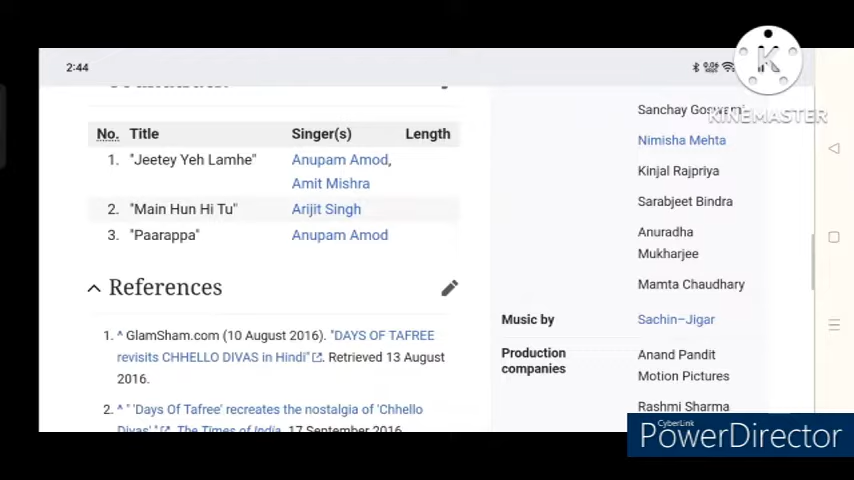 2:44
KINEMASTER
No. Title Singer(s) Length
1. "Jeetey Yeh Lamhe" Anupam Amod,
Amit Mishra
2. "Main Hun Hi Tu" Arijit Singh
3. "Paarappa" Anupam Amod
References
1. ^ GlamSham.com (10 August 2016). "DAYS OF TAFREE
revisits CHHELLO DIVAS in Hindi". Retrieved 13 August
2016.
2. ^ " 'Days Of Tafree' recreates the nostalgia of 'Chhello
Divas' ". The Times of India. 17 September 2016.
Sanchay Goswami
Nimisha Mehta
Kinjal Rajpriya
Sarabjeet Bindra
Anuradha
Mukharjee
Mamta Chaudhary
Music by Sachin–Jigar
Production
companies
Anand Pandit
Motion Pictures
Rashmi Sharma
CyberLink
PowerDirector